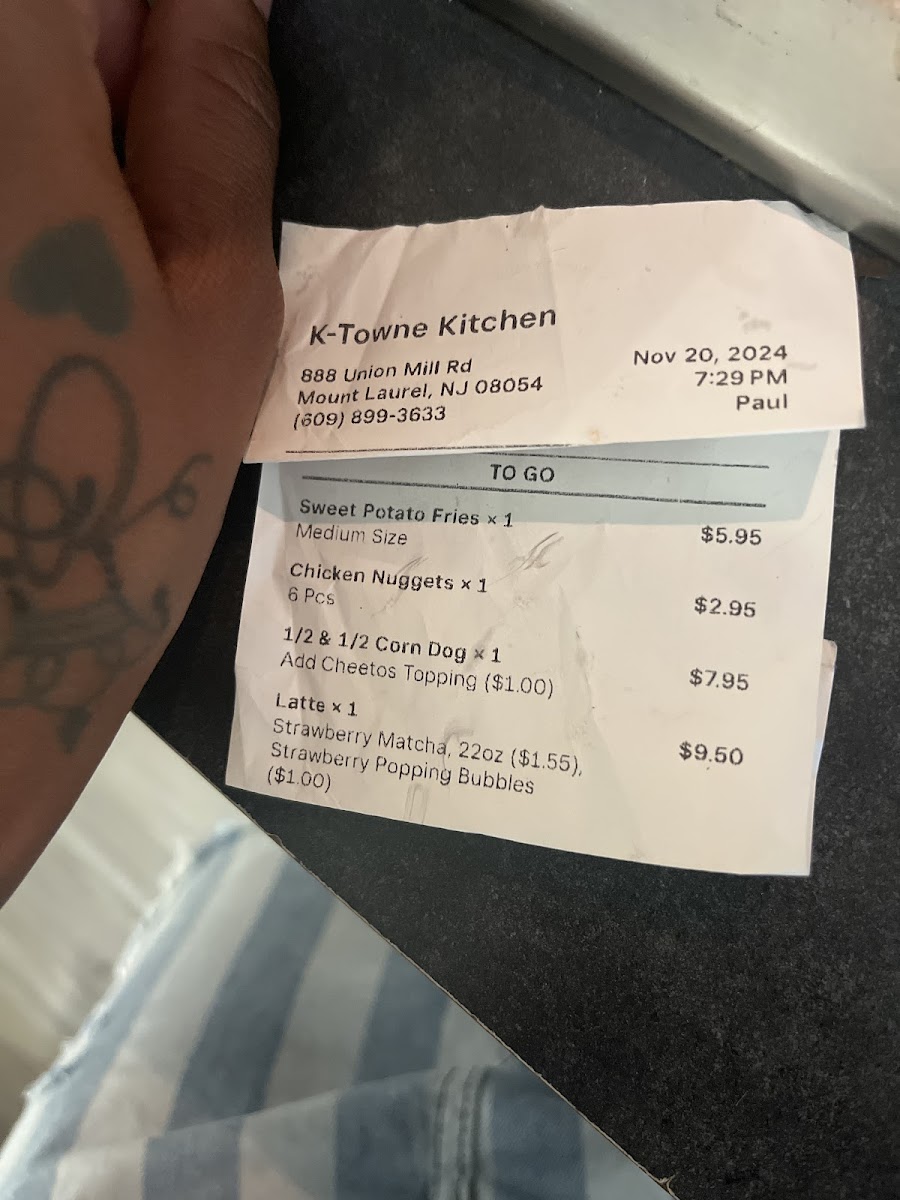 K-Towne Kitchen
888 Union Mill Rd
Mount Laurel, NJ 08054
(609) 899-3633
Nov 20, 2024
7:29 PM
Paul
TO GO
Sweet Potato Fries × 1
Medium Size
$5.95
Chicken Nuggets × 1
6 Pcs
$2.95
1/2 & 1/2 Corn Dog × 1
Add Cheetos Topping ($1.00)
$7.95
Latte × 1
Strawberry Matcha, 22oz ($1.55),
Strawberry Popping Bubbles
($1.00)
$9.50